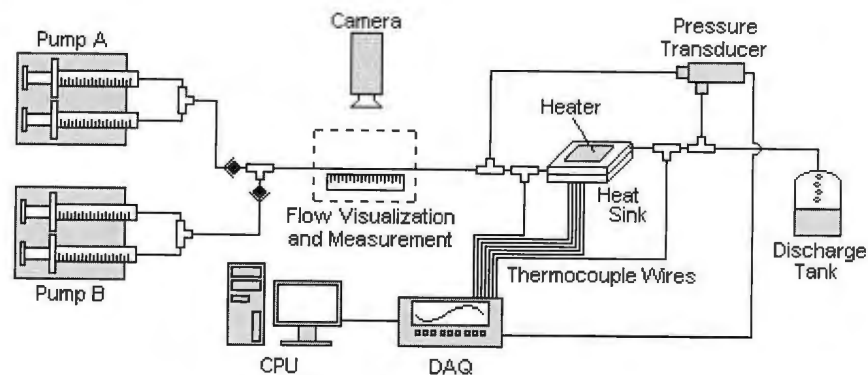 Camera
Pump A
Pressure
Transducer
Heater
Heat
Sink
Flow Visualization
and Measurement
Discharge
Tank
Thermocouple Wires
Pump B
CPU
DAQ